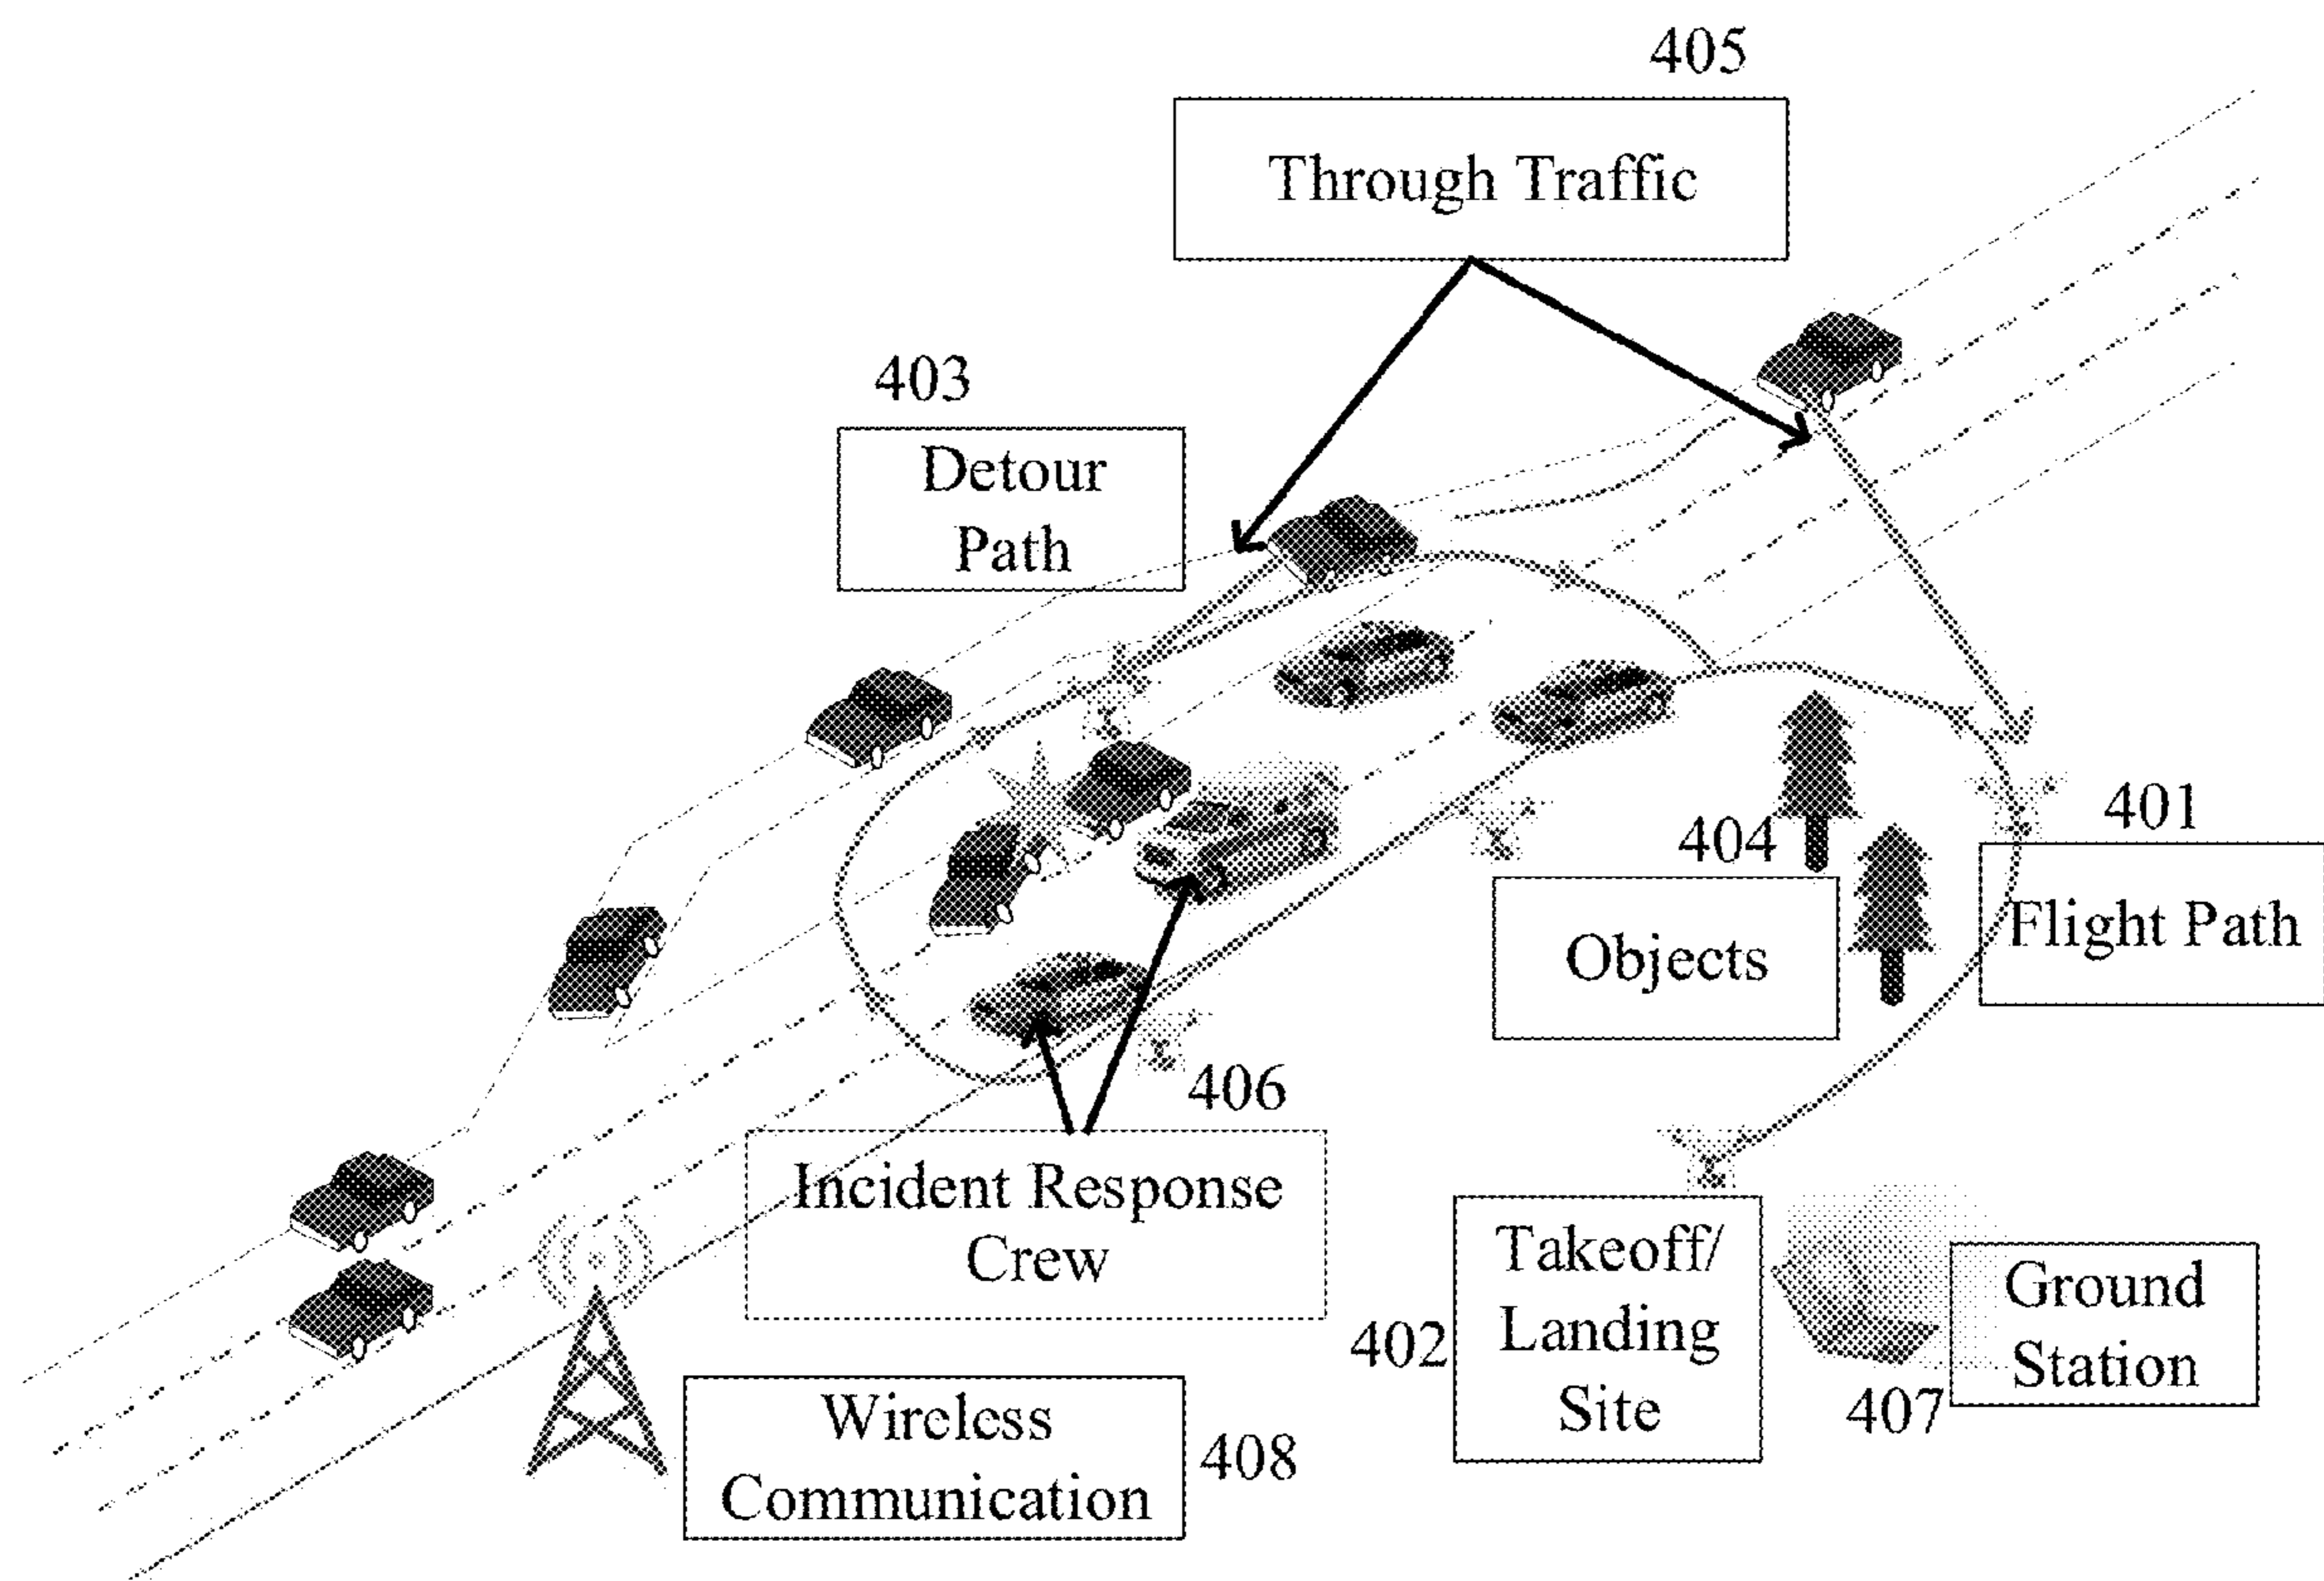 405
Through Traffic
403
Detour
Path
401
Flight Path
404
Objects
406
Incident Response
Crew
402
Takeoff/
Landing
Site
407
Ground
Station
Wireless
Communication
408